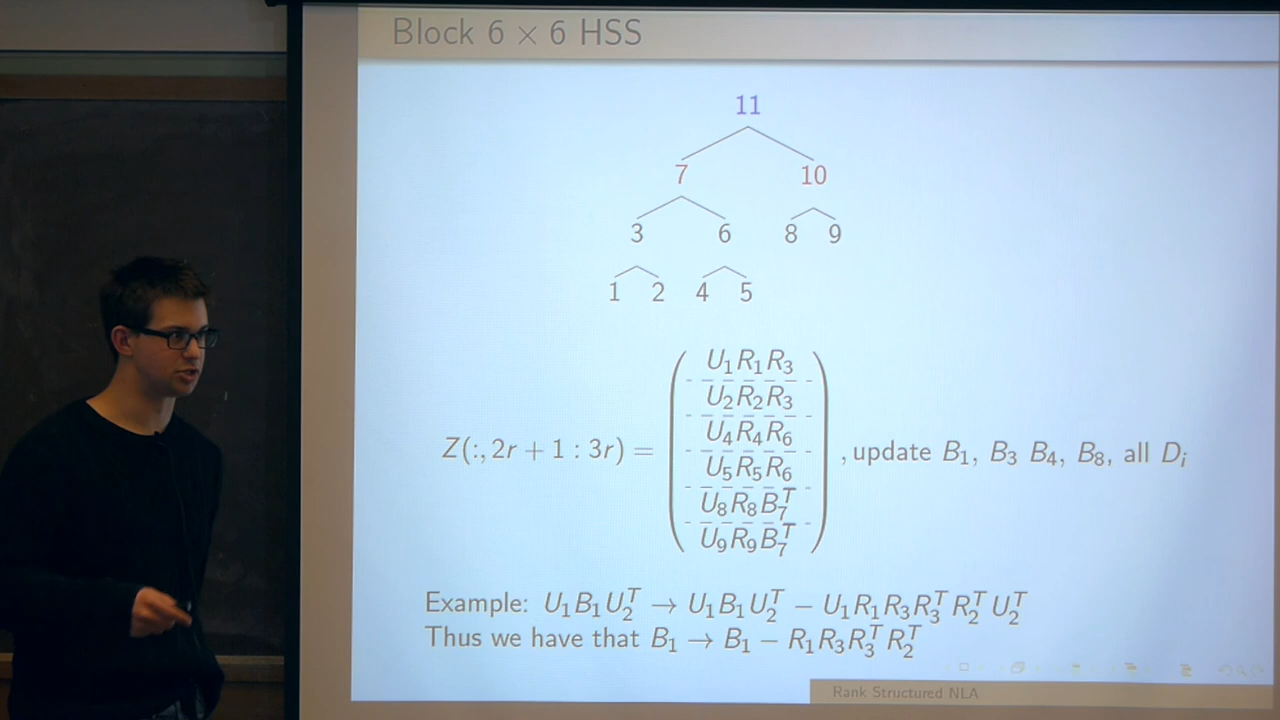 Block 6 × 6 HSS
11
7 10
3 6 8 9
1 2 4 5
U₁R₁R₃
U₂R₂R₃
U₄R₄R₆
Z(:, 2r + 1 : 3r) = , update B₁, B₃ B₄, B₈, all Dᵢ
U₅R₅R₆
U₈R₈B₇ᵀ
U₉R₉B₇ᵀ
Example: U₁B₁U₂ᵀ → U₁B₁U₂ᵀ − U₁R₁R₃R₃ᵀR₂ᵀU₂ᵀ
Thus we have that B₁ → B₁ − R₁R₃R₃ᵀR₂ᵀ
Rank Structured NLA